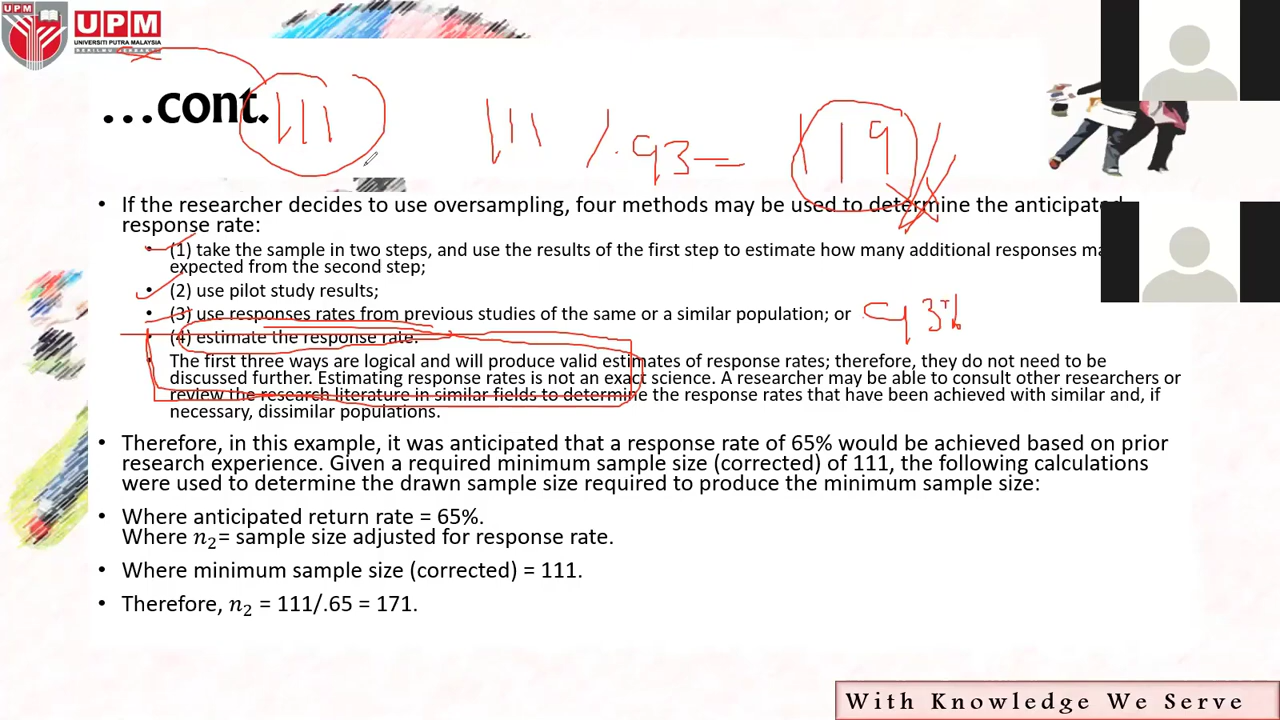 UPM
UPM
UNIVERSITI PUTRA MALAYSIA
BERILMU BERBAKTI
...cont.
111
111 /.93 = 119
• If the researcher decides to use oversampling, four methods may be used to determine the anticipated
response rate:
• (1) take the sample in two steps, and use the results of the first step to estimate how many additional responses
expected from the second step;
• (2) use pilot study results;
• (3) use responses rates from previous studies of the same or a similar population; or
93%
• (4) estimate the response rate.
• The first three ways are logical and will produce valid estimates of response rates; therefore, they do not need to be
discussed further. Estimating response rates is not an exact science. A researcher may be able to consult other researchers or
review the research literature in similar fields to determine the response rates that have been achieved with similar and, if
necessary, dissimilar populations.
• Therefore, in this example, it was anticipated that a response rate of 65% would be achieved based on prior
research experience. Given a required minimum sample size (corrected) of 111, the following calculations
were used to determine the drawn sample size required to produce the minimum sample size:
• Where anticipated return rate = 65%.
Where n₂= sample size adjusted for response rate.
• Where minimum sample size (corrected) = 111.
• Therefore, n₂ = 111/.65 = 171.
With Knowledge We Serve